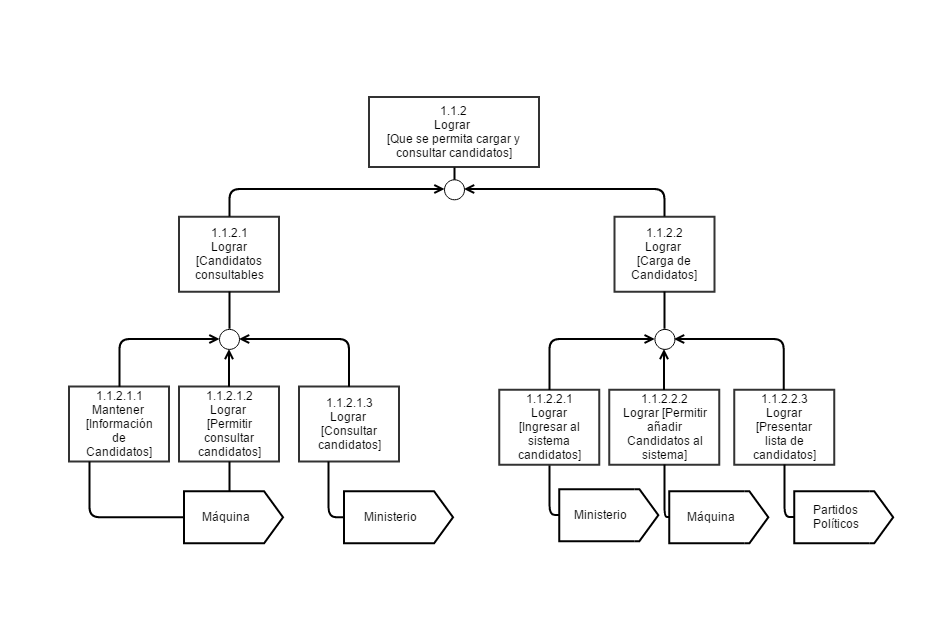 1.1.2
Lograr
[Que se permita cargar y
consultar candidatos]
1.1.2.1
Lograr
[Candidatos
consultables
1.1.2.2
Lograr
[Carga de
Candidatos]
1.1.2.1.1
Mantener
[Información
de
Candidatos]
1.1.2.1.2
Lograr
[Permitir
consultar
candidatos]
1.1.2.1.3
Lograr
[Consultar
candidatos]
1.1.2.2.1
Lograr
[Ingresar al
sistema
candidatos]
1.1.2.2.2
Lograr [Permitir
añadir
Candidatos al
sistema]
1.1.2.2.3
Lograr
[Presentar
lista de
candidatos]
Máquina
Ministerio
Ministerio
Máquina
Partidos
Políticos